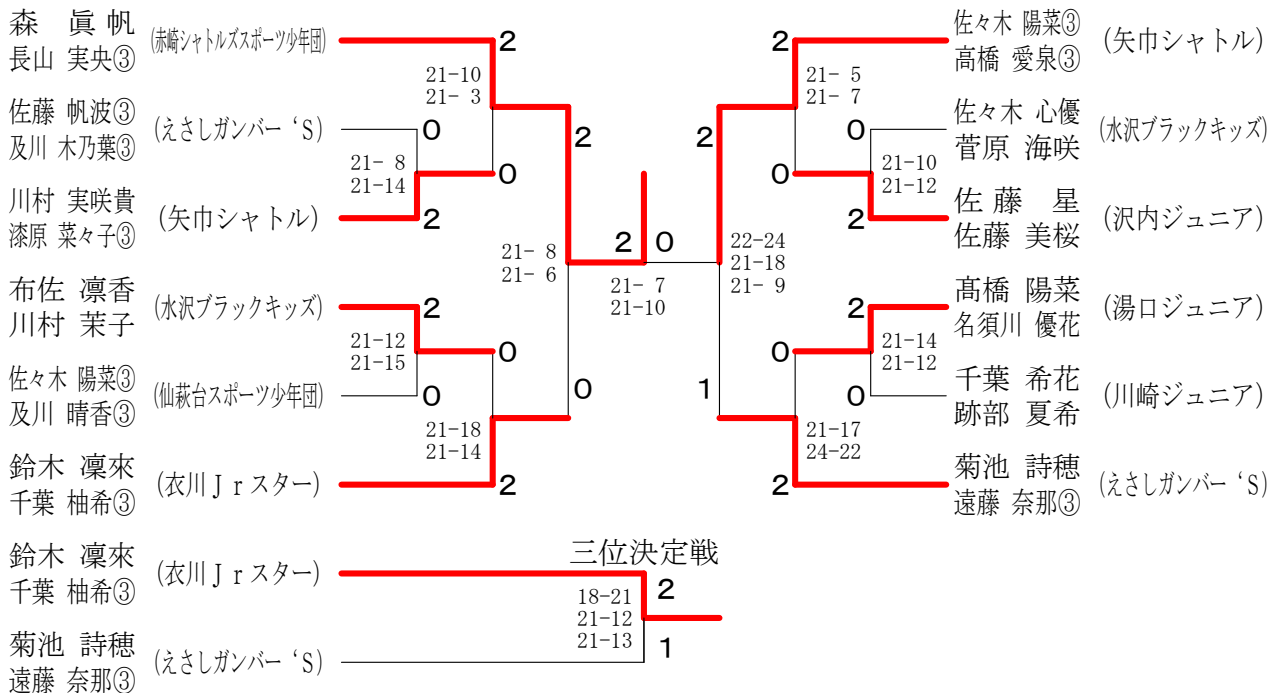 森 眞 帆
長山 実央③
(赤崎シャトルズスポーツ少年団)
2
21-10
21- 3
佐藤 帆波③
及川 木乃葉③
(えさしガンバー‘S)
0
21- 8
21-14
0
川村 実咲貴
漆原 菜々子③
(矢巾シャトル)
2
2
21- 8
21- 6
布佐 凛香
川村 茉子
(水沢ブラックキッズ)
2
21-12
21-15
0
佐々木 陽菜③
及川 晴香③
(仙萩台スポーツ少年団)
0
0
21-18
21-14
鈴木 凜來
千葉 柚希③
(衣川Ｊｒスター)
2
2 0
21- 7
21-10
佐々木 陽菜③
高橋 愛泉③
(矢巾シャトル)
2
21- 5
21- 7
佐々木 心優
菅原 海咲
(水沢ブラックキッズ)
0
21-10
21-12
0
佐 藤 星
佐藤 美桜
(沢内ジュニア)
2
2
22-24
21-18
21- 9
髙橋 陽菜
名須川 優花
(湯口ジュニア)
2
21-14
21-12
0
千葉 希花
跡部 夏希
(川崎ジュニア)
0
1
21-17
24-22
菊池 詩穂
遠藤 奈那③
(えさしガンバー‘S)
2
三位決定戦
鈴木 凜來
千葉 柚希③
(衣川Ｊｒスター)
2
18-21
21-12
21-13
1
菊池 詩穂
遠藤 奈那③
(えさしガンバー‘S)